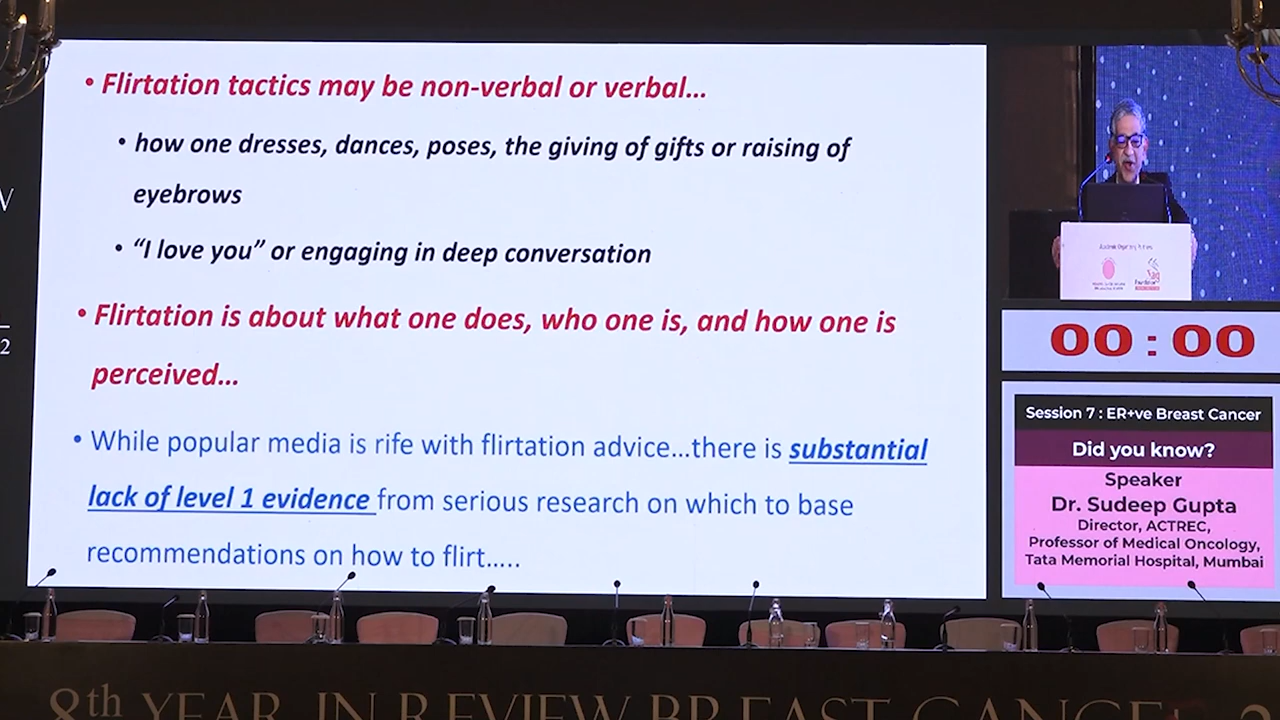 • Flirtation tactics may be non-verbal or verbal…
• how one dresses, dances, poses, the giving of gifts or raising of
eyebrows
• “I love you” or engaging in deep conversation
• Flirtation is about what one does, who one is, and how one is
perceived…
• While popular media is rife with flirtation advice…there is substantial
lack of level 1 evidence from serious research on which to base
recommendations on how to flirt…..
00:00
Session 7 : ER+ve Breast Cancer
Did you know?
Speaker
Dr. Sudeep Gupta
Director, ACTREC,
Professor of Medical Oncology,
Tata Memorial Hospital, Mumbai
8th YEAR IN REVIEW BREAST